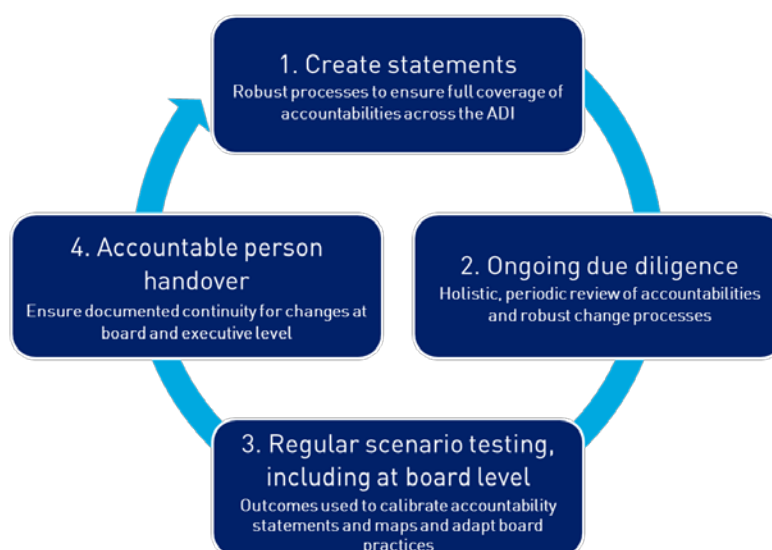 1. Create statements
Robust processes to ensure full coverage of
accountabilities across the ADI
2. Ongoing due diligence
Holistic, periodic review of accountabilities
and robust change processes
3. Regular scenario testing,
including at board level
Outcomes used to calibrate accountability
statements and maps and adapt board
practices
4. Accountable person
handover
Ensure documented continuity for changes at
board and executive level